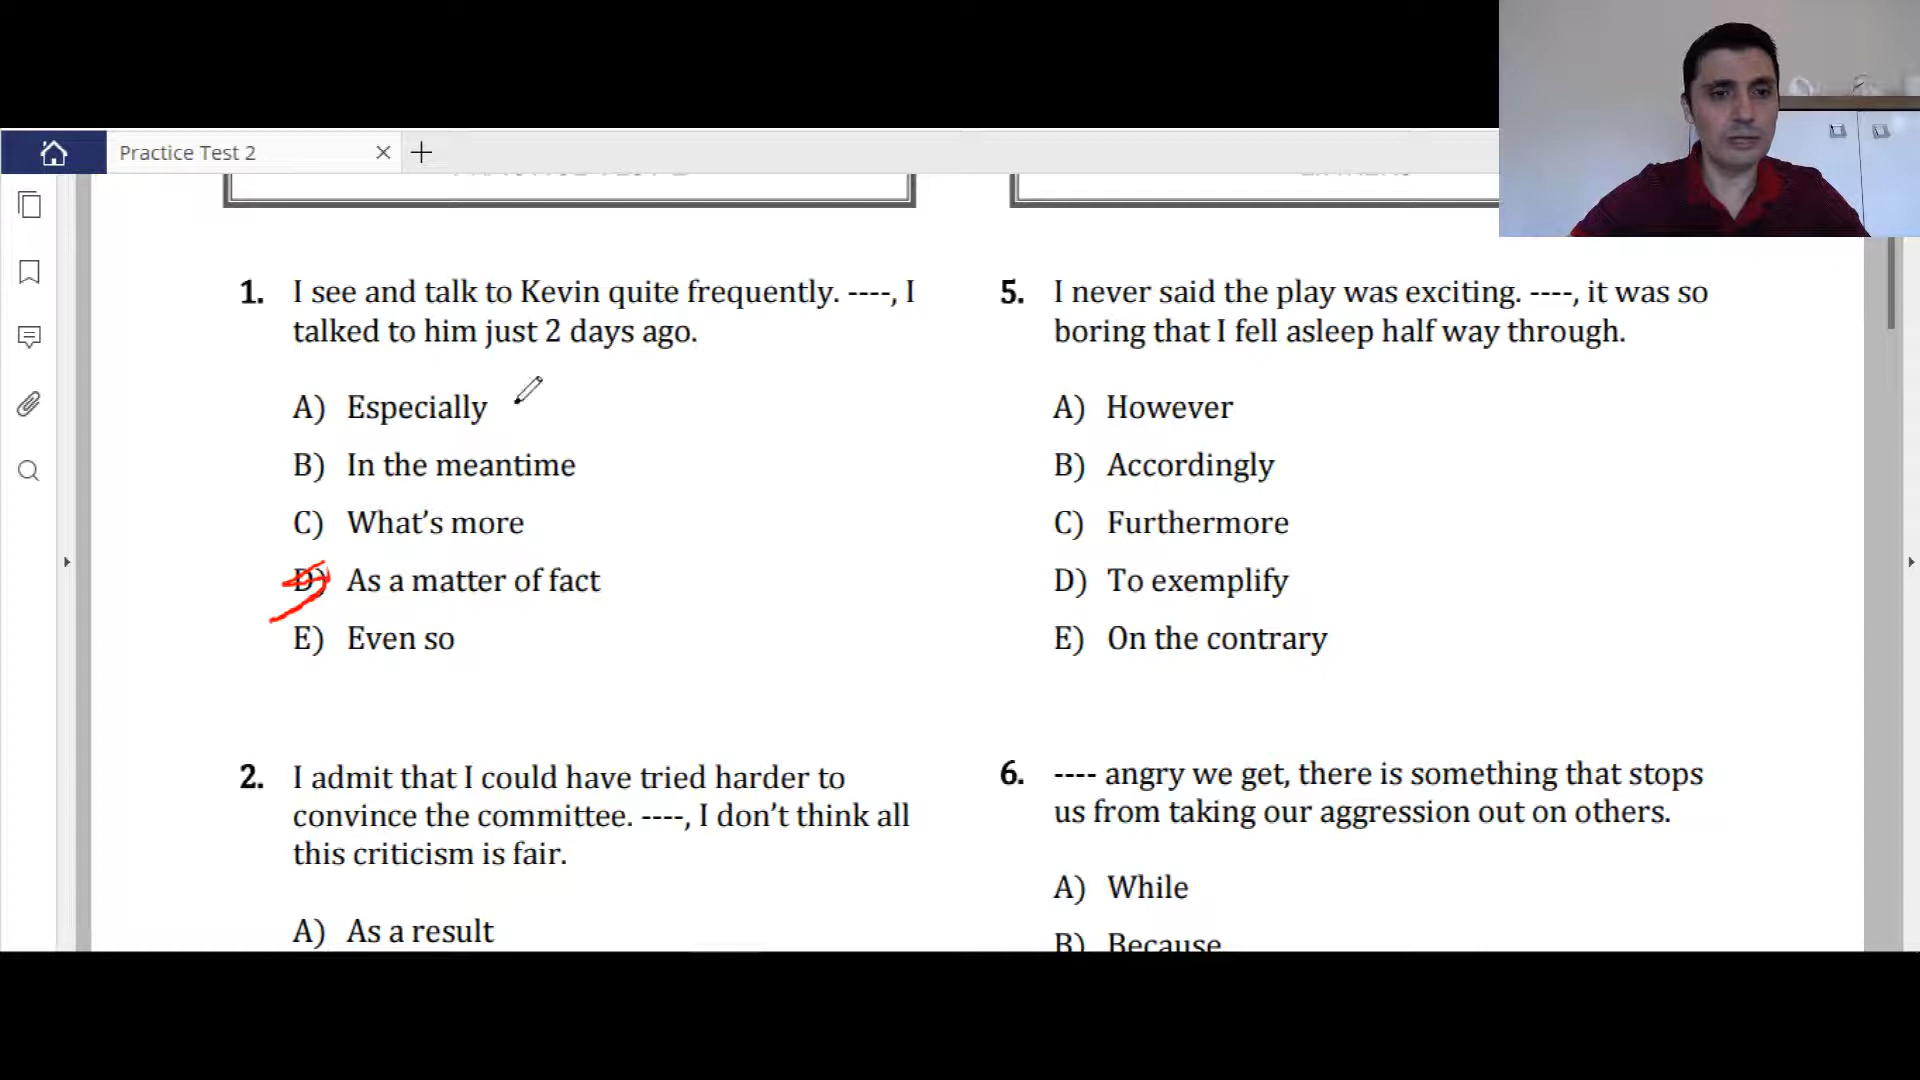 Practice Test 2
1. I see and talk to Kevin quite frequently. ----, I
talked to him just 2 days ago.
A) Especially
B) In the meantime
C) What's more
D) As a matter of fact
E) Even so
2. I admit that I could have tried harder to
convince the committee. ----, I don't think all
this criticism is fair.
A) As a result
5. I never said the play was exciting. ----, it was so
boring that I fell asleep half way through.
A) However
B) Accordingly
C) Furthermore
D) To exemplify
E) On the contrary
6. ---- angry we get, there is something that stops
us from taking our aggression out on others.
A) While
B) Because